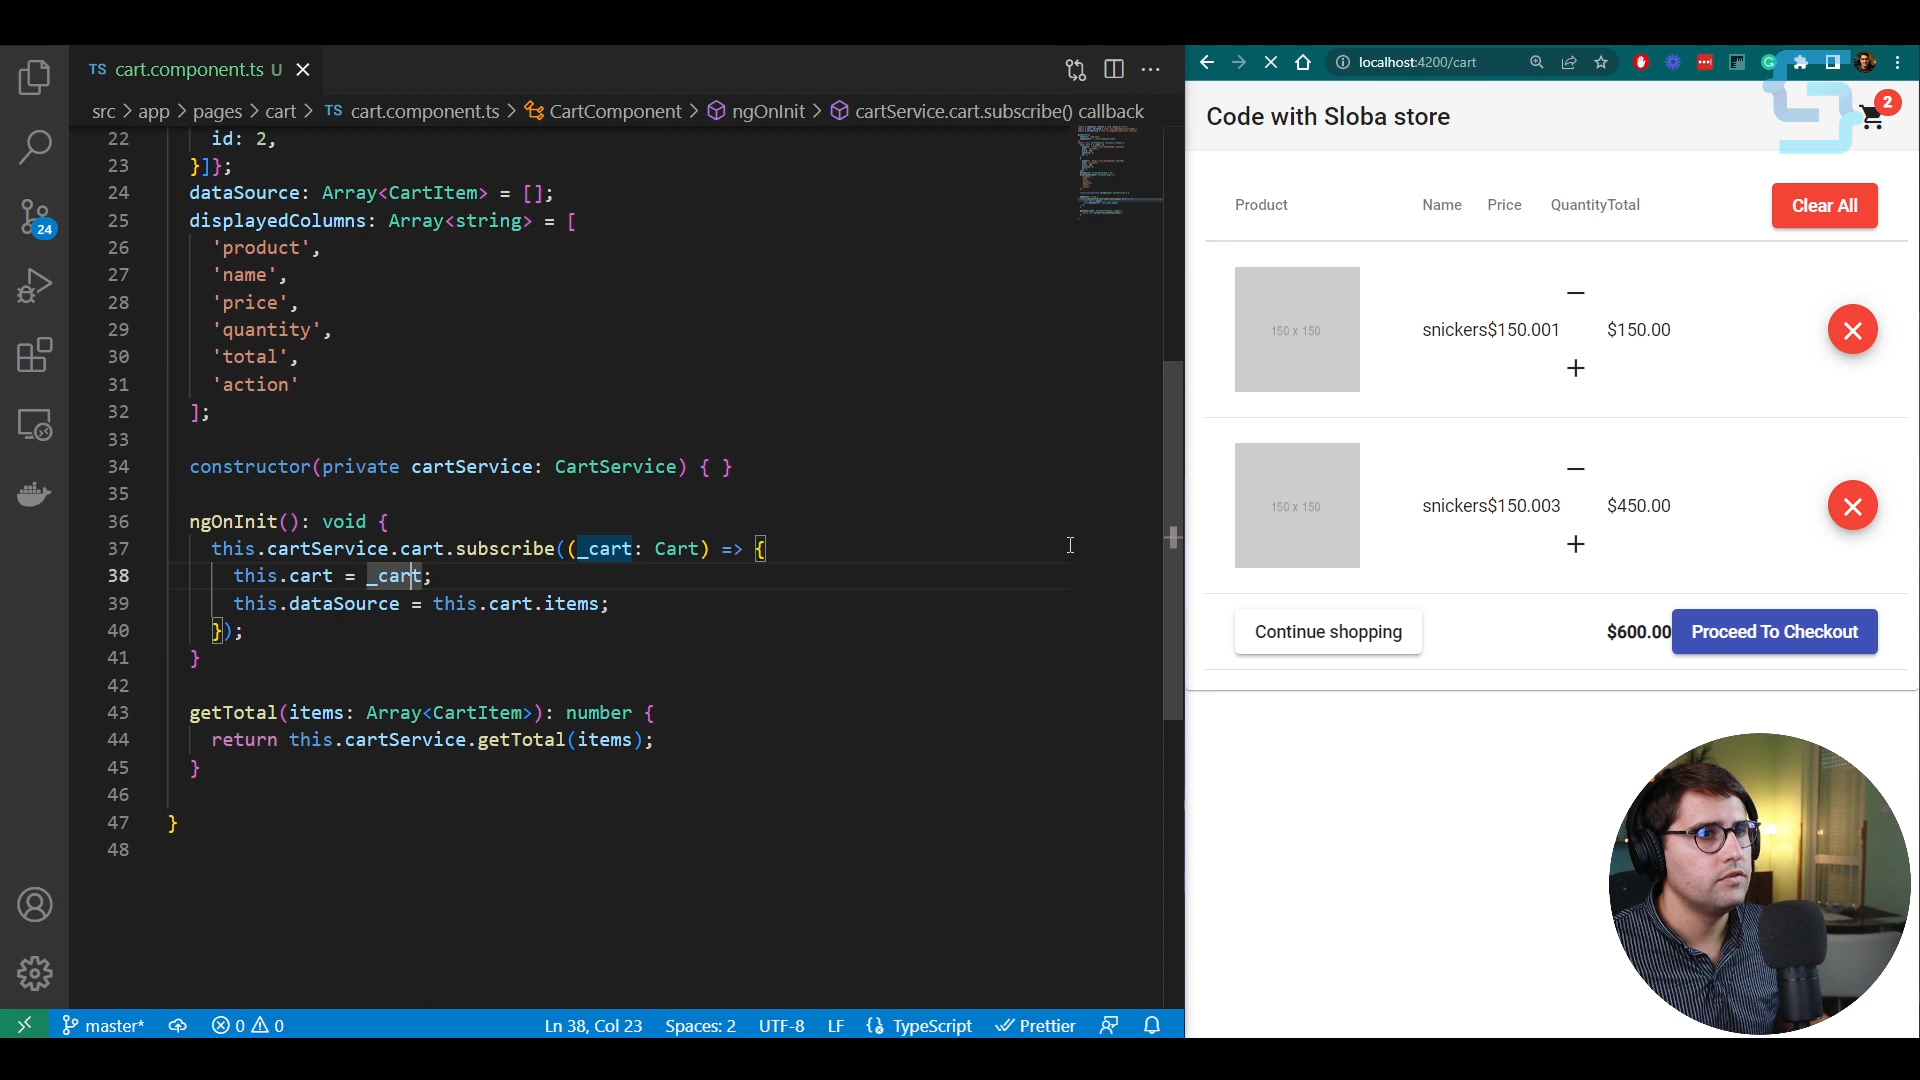 TS cart.component.ts U
src > app > pages > cart > TS cart.component.ts > CartComponent > ngOnInit > cartService.cart.subscribe() callback
22 id: 2,
23 }]};
24 dataSource: Array<CartItem> = [];
25 displayedColumns: Array<string> = [
26 'product',
27 'name',
28 'price',
29 'quantity',
30 'total',
31 'action'
32 ];
33
34 constructor(private cartService: CartService) { }
35
36 ngOnInit(): void {
37 this.cartService.cart.subscribe((_cart: Cart) => {
38 this.cart = _cart;
39 this.dataSource = this.cart.items;
40 });
41 }
42
43 getTotal(items: Array<CartItem>): number {
44 return this.cartService.getTotal(items);
45 }
46
47 }
48
24
master* 0 0 Ln 38, Col 23 Spaces: 2 UTF-8 LF TypeScript Prettier
localhost:4200/cart
Code with Sloba store 2
Product Name Price QuantityTotal Clear All
150 x 150 snickers$150.001 $150.00
150 x 150 snickers$150.003 $450.00
Continue shopping $600.00 Proceed To Checkout